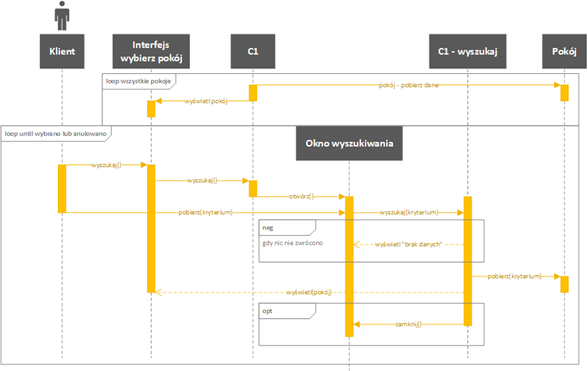 Klient
Interfejs
wybierz pokój
C1
C1 - wyszukaj
Pokój
loop wszystkie pokoje
pokój - pobierz dane
wyświetl pokój
loop until wybrano lub anulowano
Okno wyszukiwania
wyszukaj()
wyszukaj()
otwórz()
pobierz(kryterium)
wyszukaj(kryterium)
neg
gdy nic nie zwrócono
wyświetl "brak danych"
pobierz(kryterium)
wyświetl(pokój)
opt
zamknij()